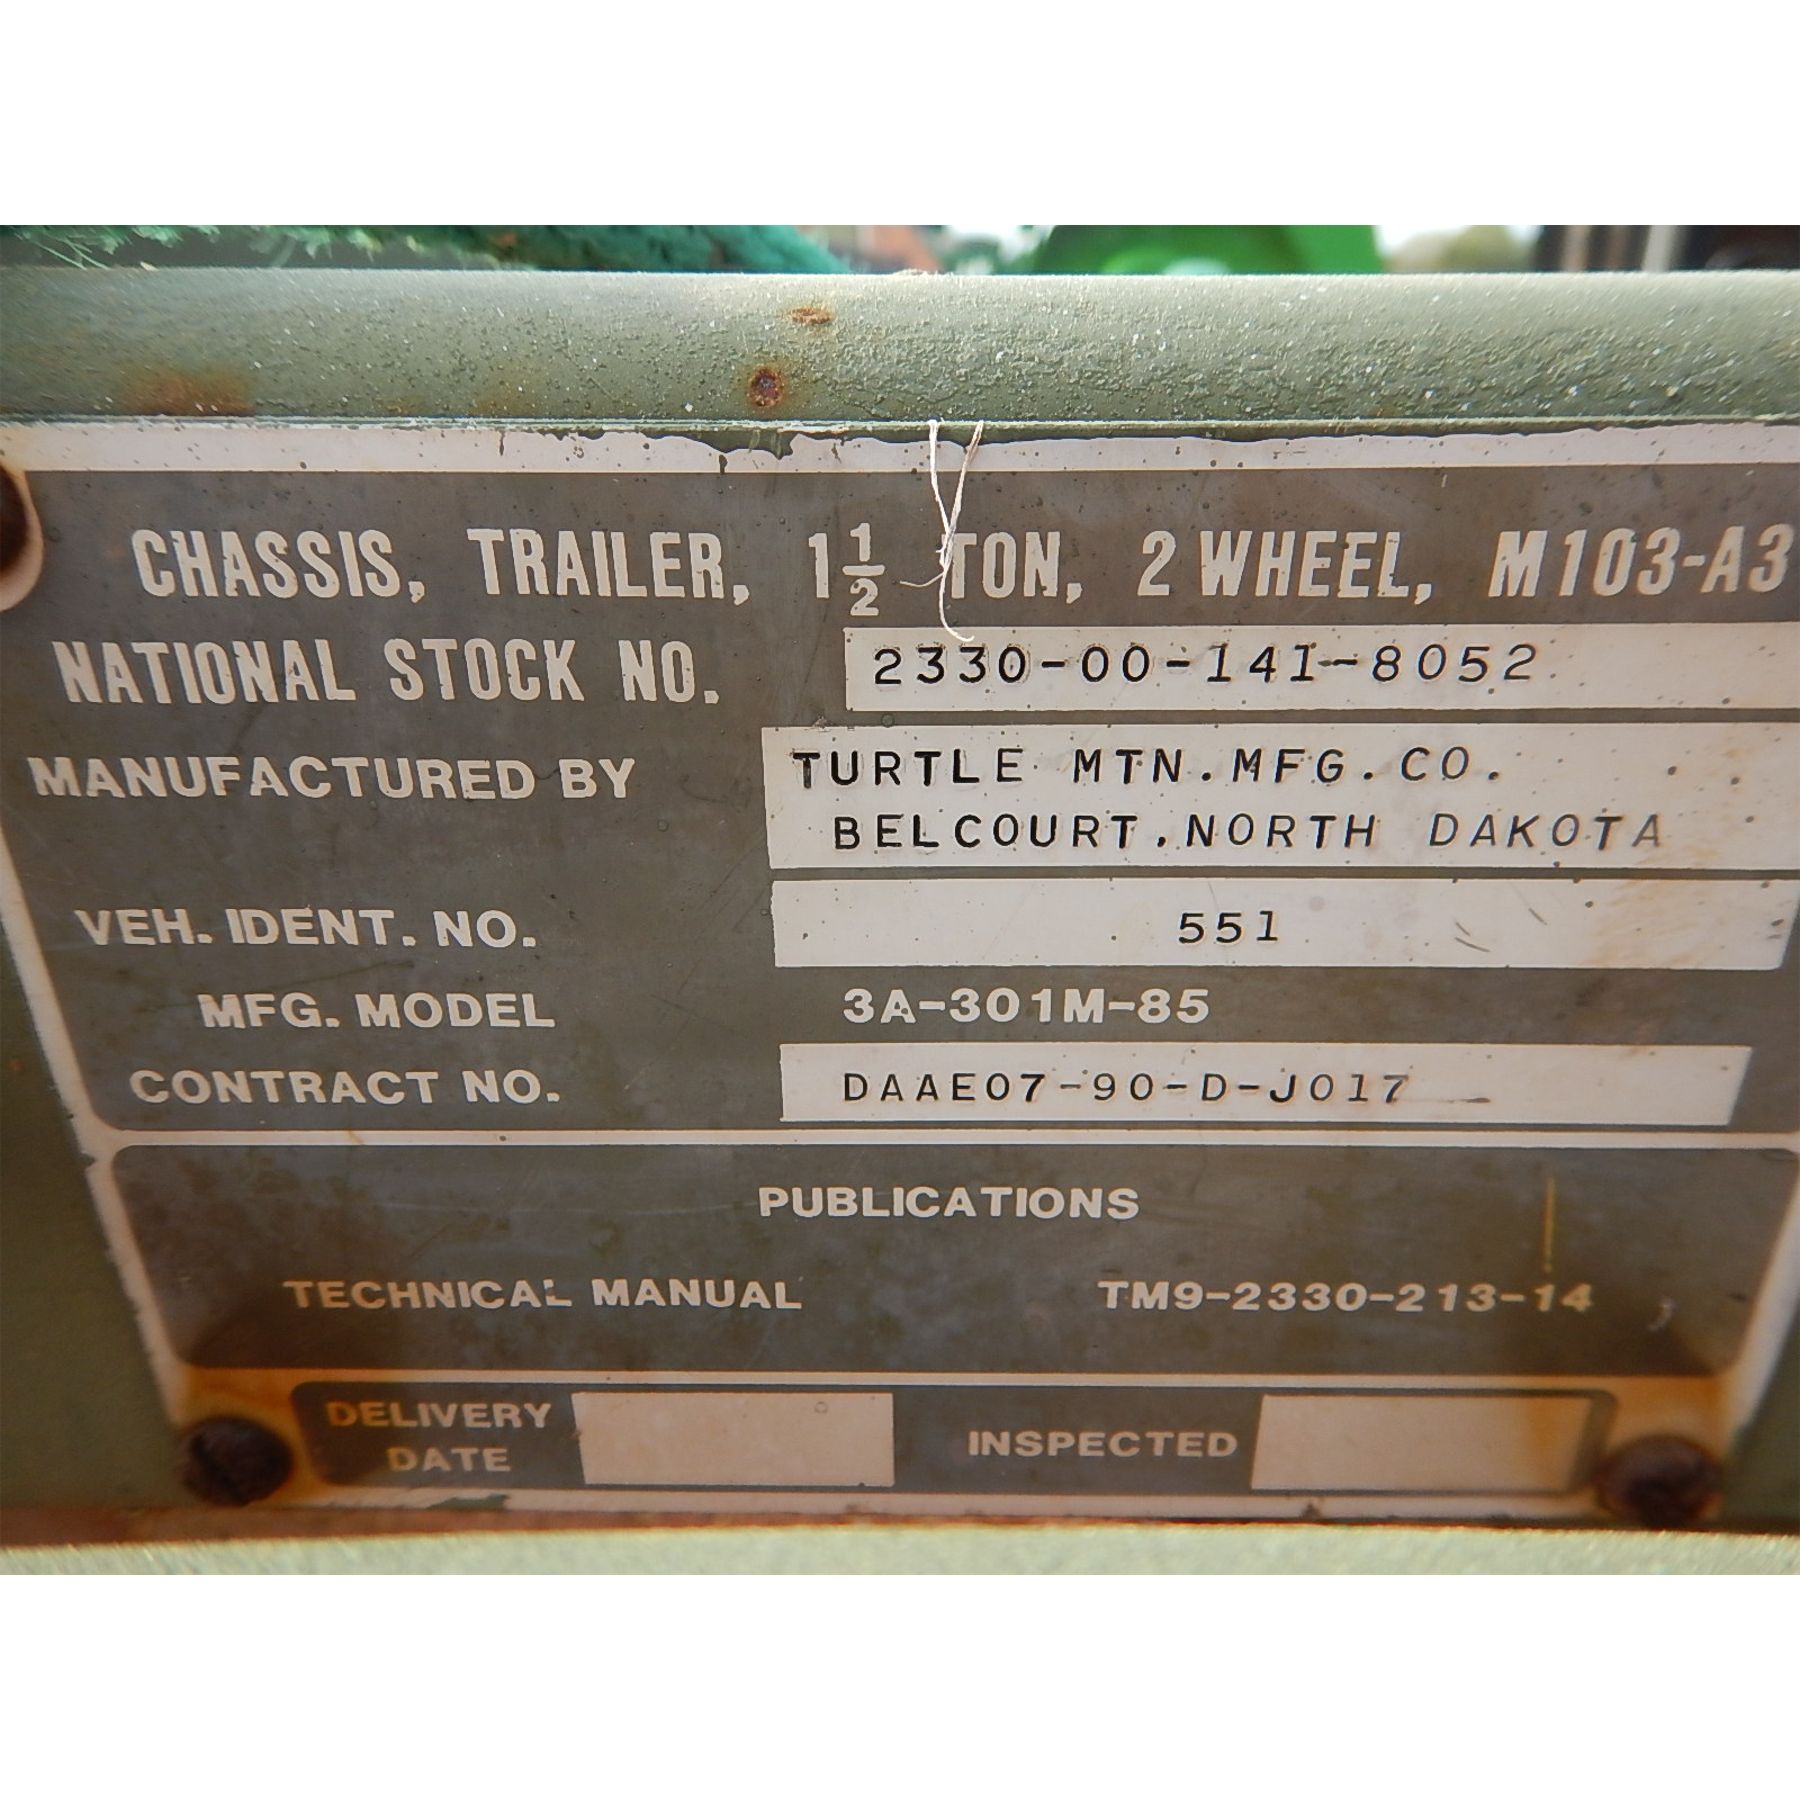 CHASSIS, TRAILER, 1½ TON, 2 WHEEL, M103-A3
NATIONAL STOCK NO. 2330-00-141-8052
MANUFACTURED BY TURTLE MTN.MFG.CO.
BELCOURT.NORTH DAKOTA
VEH. IDENT. NO. 551
MFG. MODEL 3A-301M-85
CONTRACT NO. DAAE07-90-D-J017
PUBLICATIONS
TECHNICAL MANUAL TM9-2330-213-14
DELIVERY
DATE
INSPECTED